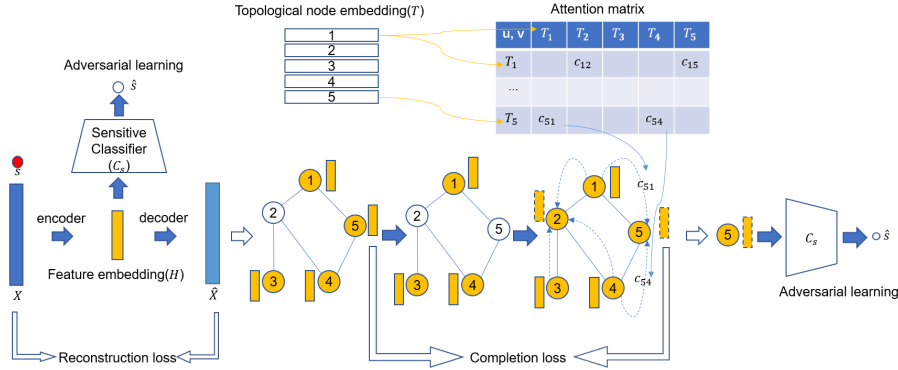 Topological node embedding(T)
1
2
3
4
5
Attention matrix
u, v T₁ T₂ T₃ T₄ T₅
T₁ c₁₂ c₁₅
...
T₅ c₅₁ c₅₄
Adversarial learning
ŝ
Sensitive
Classifier
(Cₛ)
s
encoder
decoder
Feature embedding(H)
X
X̂
Reconstruction loss
1
2
5
3
4
1
2
5
3
4
1
2
5
3
4
c₅₁
c₅₄
Completion loss
5
Cₛ
ŝ
Adversarial learning